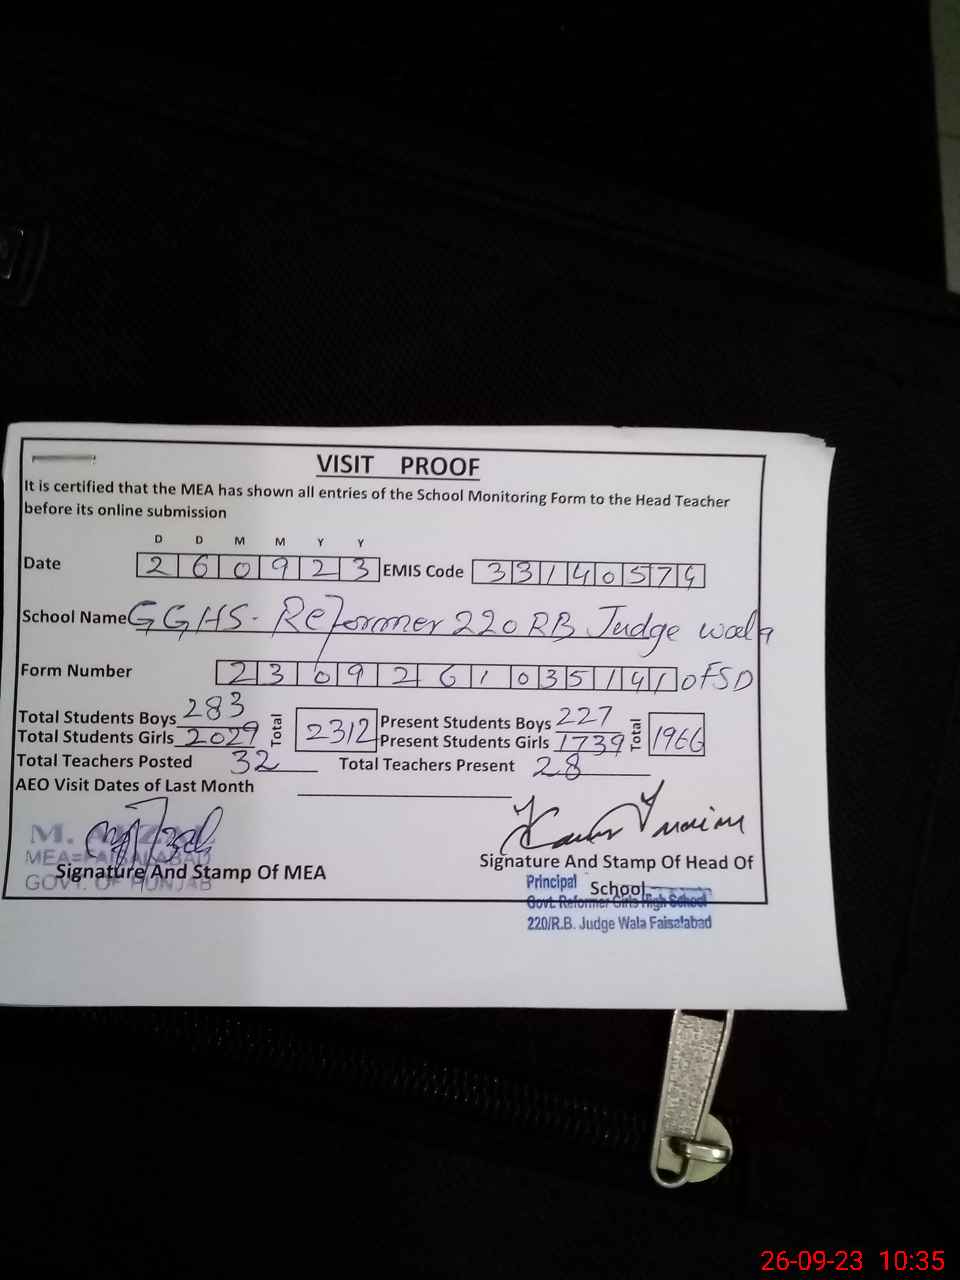 VISIT PROOF
It is certified that the MEA has shown all entries of the School Monitoring Form to the Head Teacher
before its online submission
D D M M Y Y
Date 2 6 0 9 2 3 EMIS Code 3 3 1 4 0 5 7 4
School Name GGHS. Reformer 220 RB Judge wala
Form Number 2 3 0 9 2 6 1 0 3 5 1 4 1 0 FSD
Total Students Boys 283 Total 2312 Present Students Boys 227 Total 1966
Total Students Girls 2029 Present Students Girls 1739
Total Teachers Posted 32 Total Teachers Present 28
AEO Visit Dates of Last Month
M. AFZAL
MEA=FAISALABAD
GOVT. OF PUNJAB
Signature And Stamp Of MEA
Signature And Stamp Of Head Of
School
Principal
Govt. Reformer Girls High School
220/R.B. Judge Wala Faisalabad
26-09-23 10:35